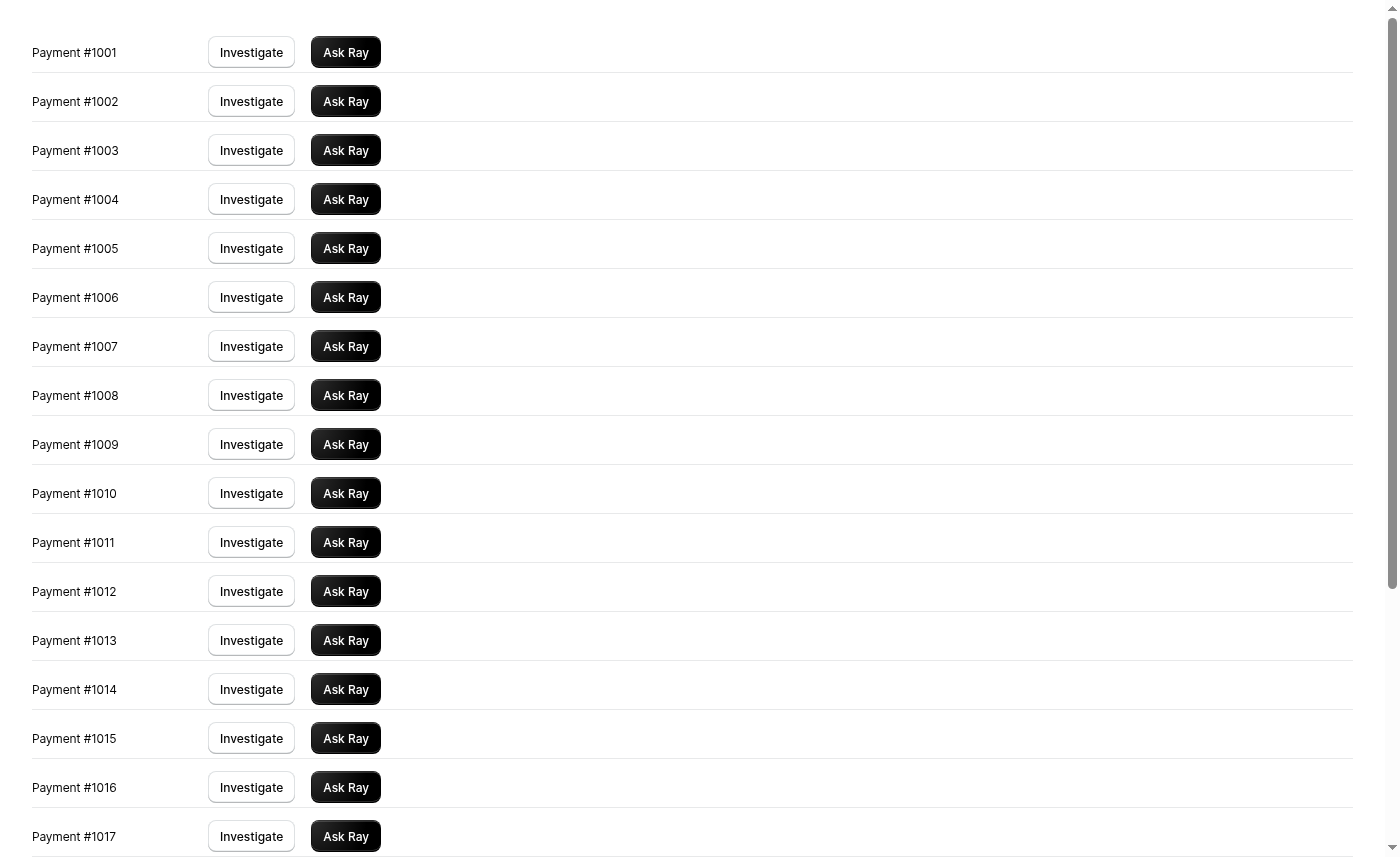 Payment #1001 Investigate Ask Ray
Payment #1002 Investigate Ask Ray
Payment #1003 Investigate Ask Ray
Payment #1004 Investigate Ask Ray
Payment #1005 Investigate Ask Ray
Payment #1006 Investigate Ask Ray
Payment #1007 Investigate Ask Ray
Payment #1008 Investigate Ask Ray
Payment #1009 Investigate Ask Ray
Payment #1010 Investigate Ask Ray
Payment #1011 Investigate Ask Ray
Payment #1012 Investigate Ask Ray
Payment #1013 Investigate Ask Ray
Payment #1014 Investigate Ask Ray
Payment #1015 Investigate Ask Ray
Payment #1016 Investigate Ask Ray
Payment #1017 Investigate Ask Ray